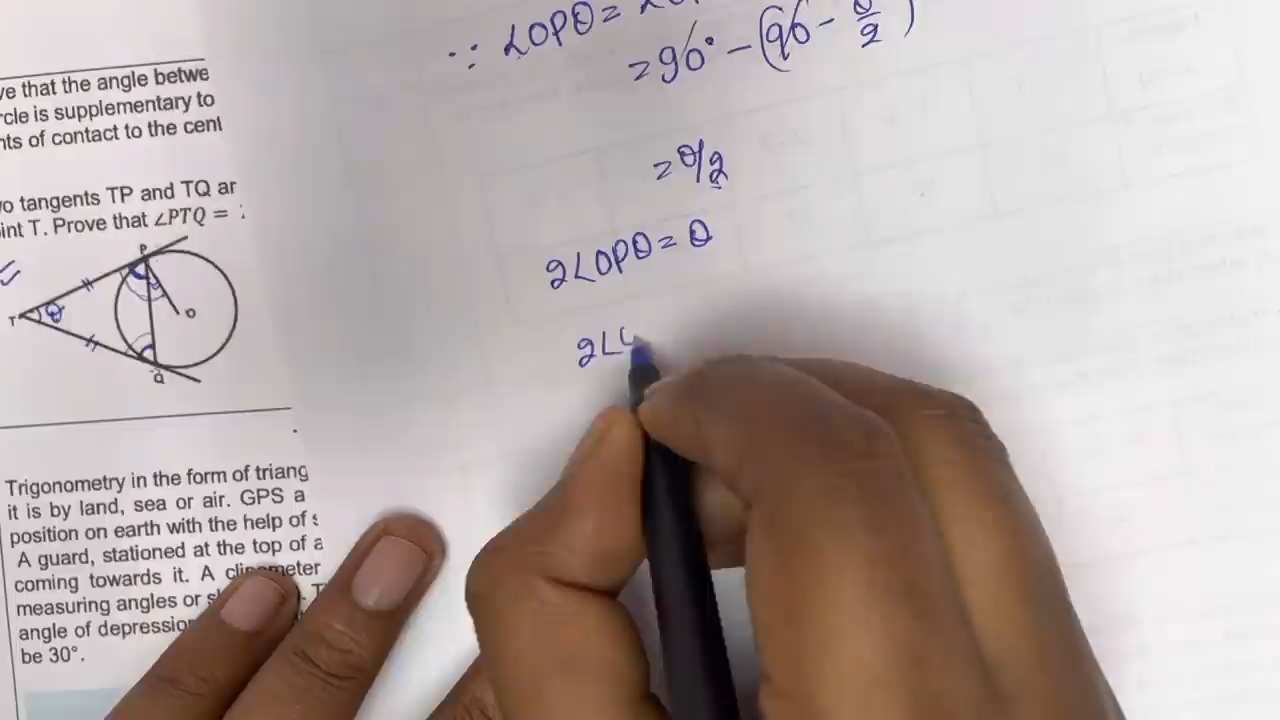 ve that the angle betwe
rcle is supplementary to
nts of contact to the cent
vo tangents TP and TQ ar
int T. Prove that ∠PTQ =
P
T
θ
O
Q
Trigonometry in the form of triang
it is by land, sea or air. GPS a
position on earth with the help of
A guard, stationed at the top of a
coming towards it. A clinometer
measuring angles or
angle of depression
be 30°.
∵ ∠OPQ =
= 90° - (90 - θ/2)
= θ/2
2∠OPQ = θ
2∠